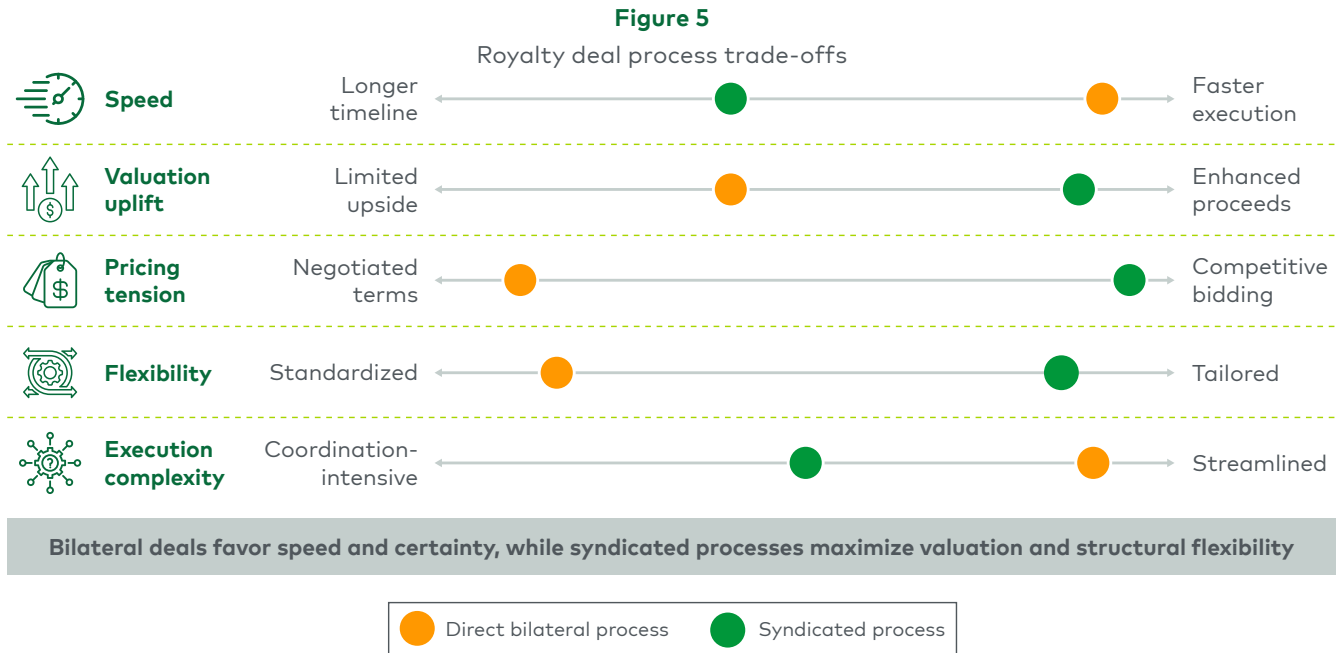 Figure 5
Royalty deal process trade-offs
Speed
Longer
timeline
Faster
execution
Valuation
uplift
Limited
upside
Enhanced
proceeds
$
Pricing
tension
Negotiated
terms
Competitive
bidding
$
Flexibility
Standardized
Tailored
Execution
complexity
Coordination-
intensive
Streamlined
?
Bilateral deals favor speed and certainty, while syndicated processes maximize valuation and structural flexibility
Direct bilateral process
Syndicated process